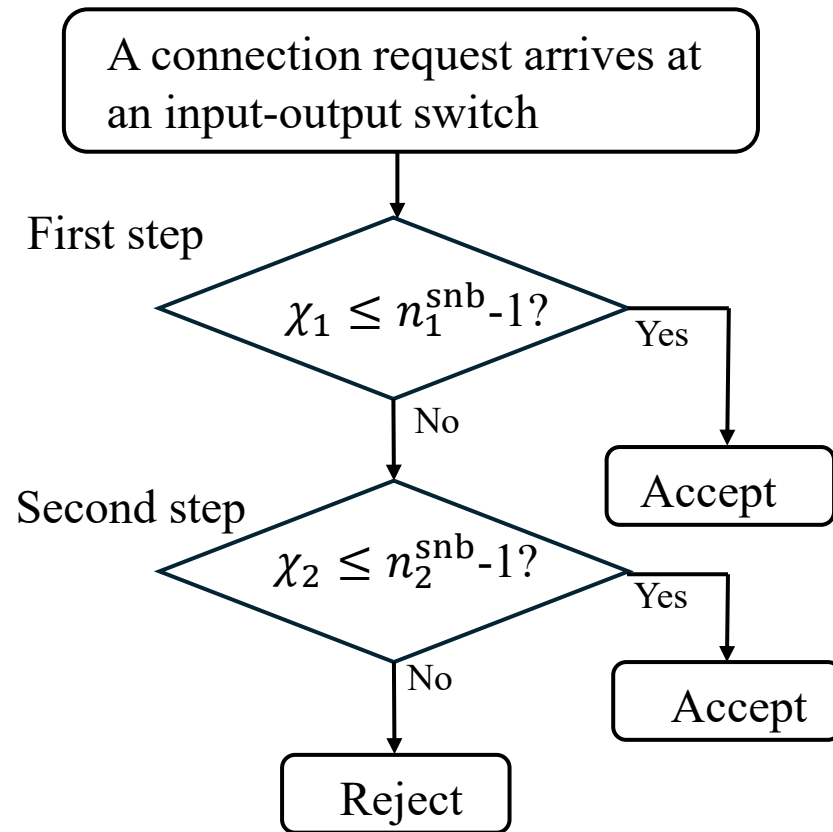 A connection request arrives at
an input-output switch
First step
χ₁ ≤ n₁^snb-1?
Yes
No
Accept
Second step
χ₂ ≤ n₂^snb-1?
Yes
No
Accept
Reject